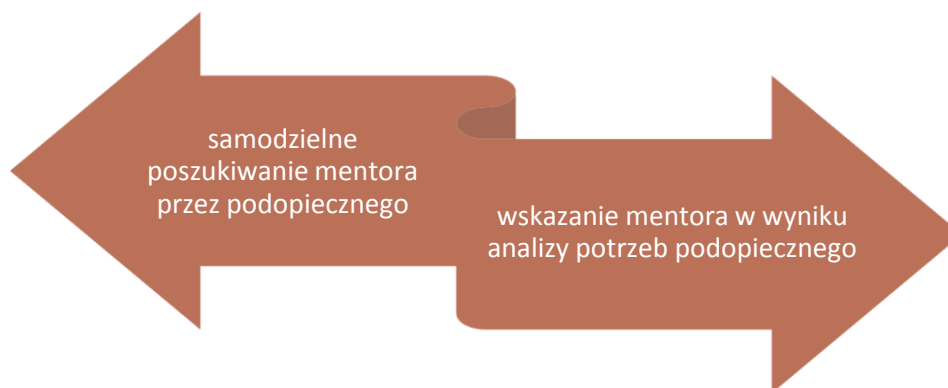 samodzielne
poszukiwanie mentora
przez podopiecznego
wskazanie mentora w wyniku
analizy potrzeb podopiecznego